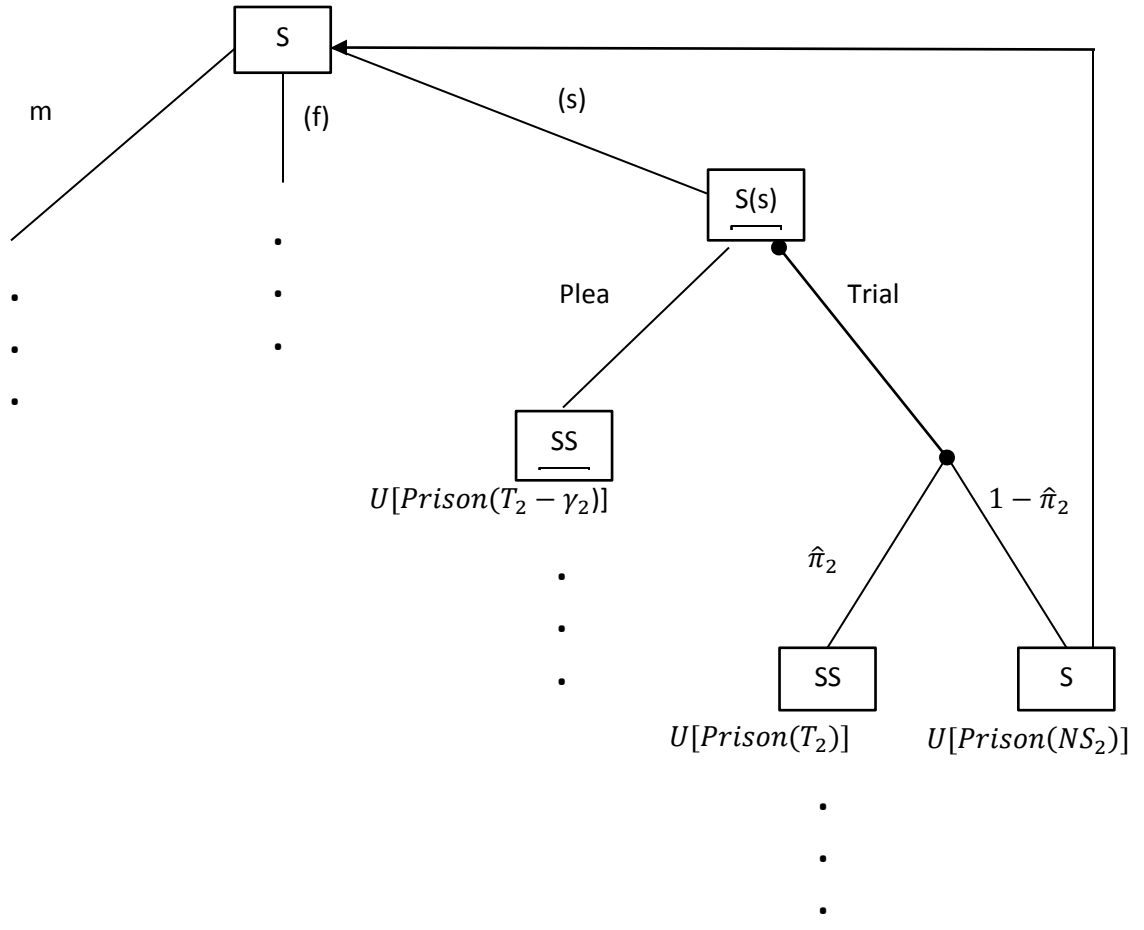 S
m
(f)
(s)
S(s)
Plea
Trial
SS
U[Prison(T₂ − γ₂)]
1 − π̂₂
π̂₂
SS
S
U[Prison(T₂)]
U[Prison(NS₂)]